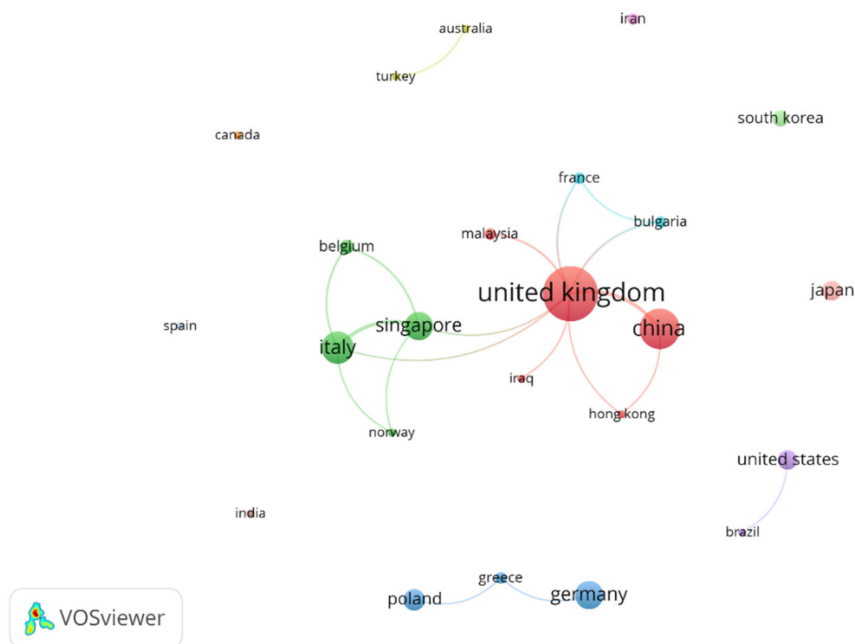 australia
iran
turkey
south korea
canada
france
bulgaria
malaysia
belgium
united kingdom
japan
singapore
spain
china
italy
iraq
hong kong
norway
united states
india
brazil
greece
germany
poland
VOSviewer